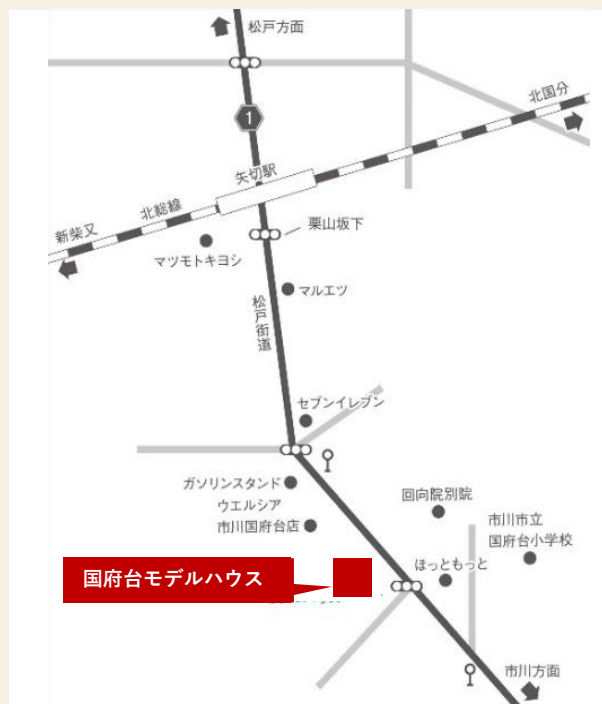 松戸方面
1
北国分
矢切駅
北総線
新柴又
栗山坂下
マツモトキヨシ
マルエツ
松戸街道
セブンイレブン
ガソリンスタンド
ウエルシア
市川国府台店
回向院別院
市川市立
国府台小学校
ほっともっと
国府台モデルハウス
市川方面